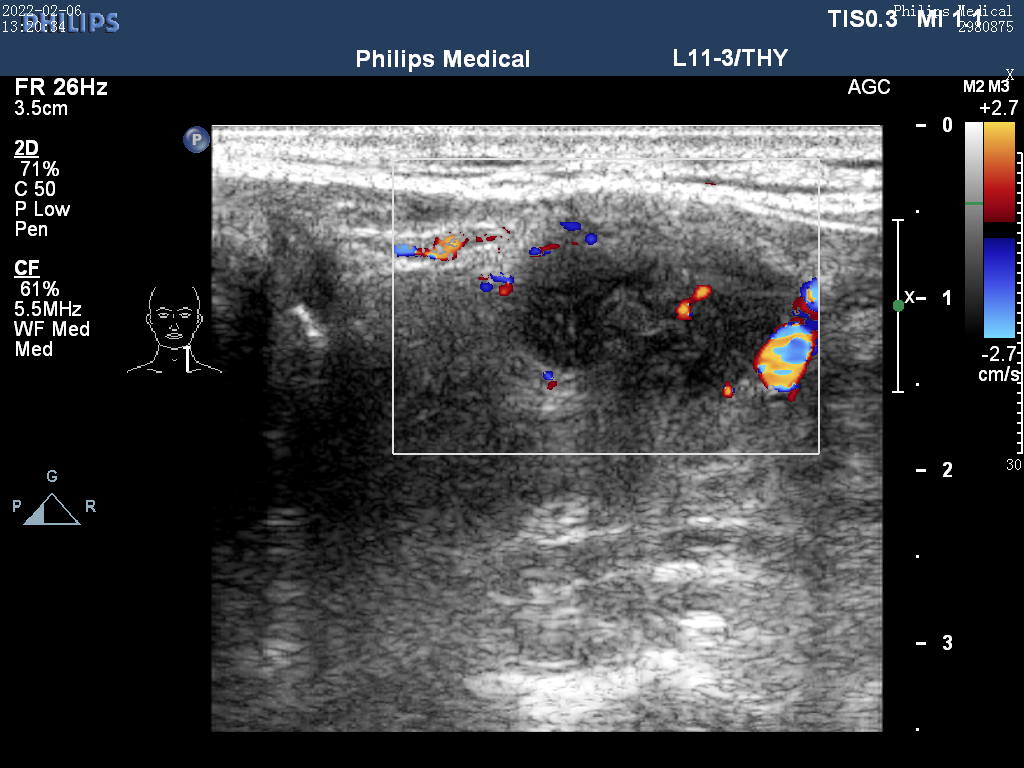 2022-02-06
13:20:34
PHILIPS
TIS0.3 MI 1.1
Philips Medical
2980875
Philips Medical
L11-3/THY
FR 26Hz
3.5cm
AGC
X
M2 M3
+2.7
P
2D
71%
C 50
P Low
Pen
CF
61%
5.5MHz
WF Med
Med
0
X
1
-2.7
cm/s
2
30
G
P
R
3